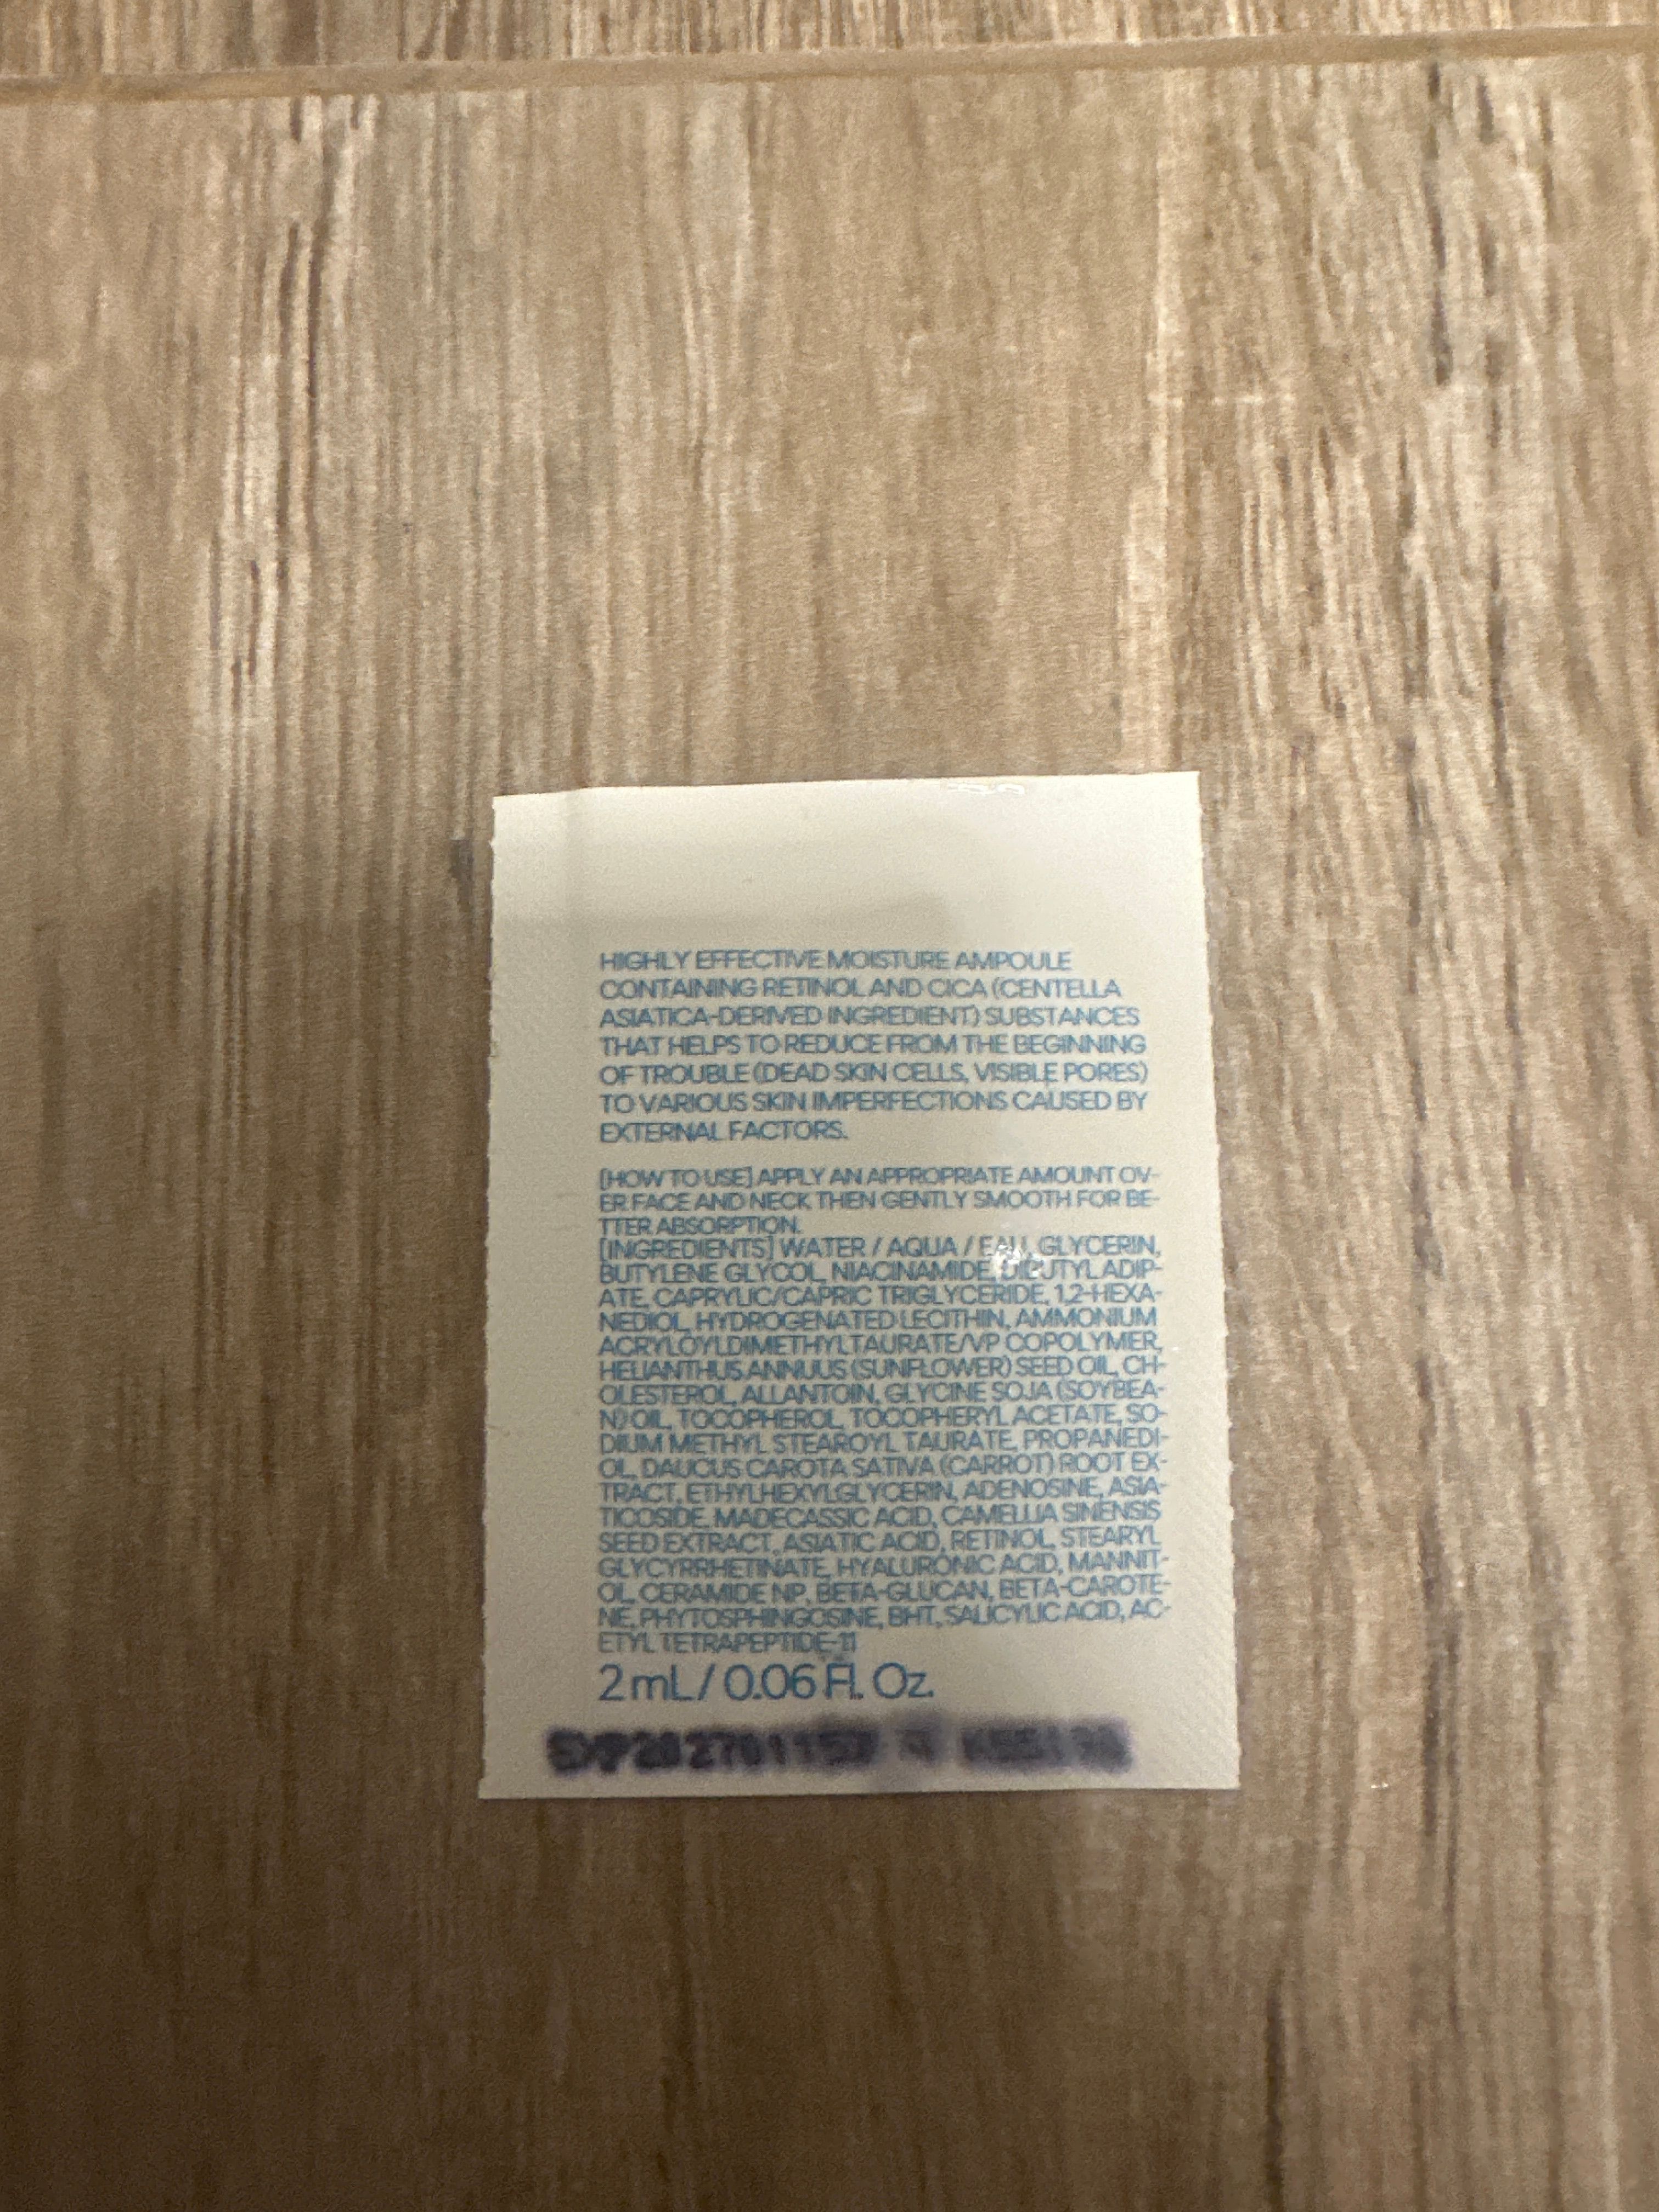 HIGHLY EFFECTIVE MOISTURE AMPOULE
CONTAINING RETINOL AND CICA (CENTELLA
ASIATICA-DERIVED INGREDIENT) SUBSTANCES
THAT HELPS TO REDUCE FROM THE BEGINNING
OF TROUBLE (DEAD SKIN CELLS, VISIBLE PORES)
TO VARIOUS SKIN IMPERFECTIONS CAUSED BY
EXTERNAL FACTORS.
[HOW TO USE] APPLY AN APPROPRIATE AMOUNT OV-
ER FACE AND NECK THEN GENTLY SMOOTH FOR BE-
TTER ABSORPTION.
[INGREDIENTS] WATER / AQUA / EAU, GLYCERIN,
BUTYLENE GLYCOL, NIACINAMIDE, DIBUTYL ADIP-
ATE, CAPRYLIC/CAPRIC TRIGLYCERIDE, 1,2-HEXA-
NEDIOL, HYDROGENATED LECITHIN, AMMONIUM
ACRYLOYLDIMETHYLTAURATE/VP COPOLYMER,
HELIANTHUS ANNUUS (SUNFLOWER) SEED OIL, CH-
OLESTEROL, ALLANTOIN, GLYCINE SOJA (SOYBEA-
N) OIL, TOCOPHEROL, TOCOPHERYL ACETATE, SO-
DIUM METHYL STEAROYL TAURATE, PROPANEDI-
OL, DAUCUS CAROTA SATIVA (CARROT) ROOT EX-
TRACT, ETHYLHEXYLGLYCERIN, ADENOSINE, ASIA-
TICOSIDE, MADECASSIC ACID, CAMELLIA SINENSIS
SEED EXTRACT, ASIATIC ACID, RETINOL, STEARYL
GLYCYRRHETINATE, HYALURONIC ACID, MANNIT-
OL, CERAMIDE NP, BETA-GLUCAN, BETA-CAROTE-
NE, PHYTOSPHINGOSINE, BHT, SALICYLIC ACID, AC-
ETYL TETRAPEPTIDE-11
2 mL / 0.06 Fl. Oz.